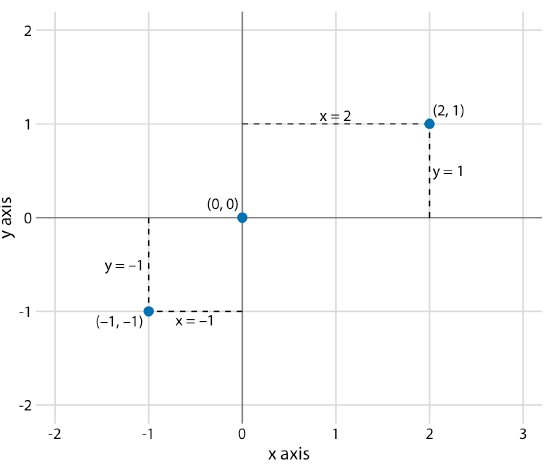 2
(2, 1)
x = 2
1
y = 1
(0, 0)
0
y axis
y = –1
-1
(–1, –1)
x = –1
-2
-2
-1
0
1
2
3
x axis